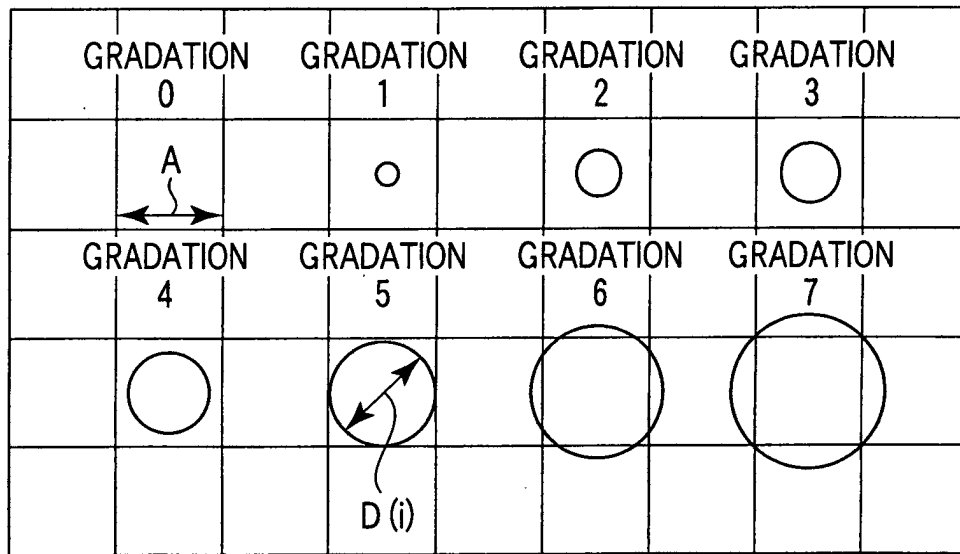 GRADATION 0
GRADATION 1
GRADATION 2
GRADATION 3
A
GRADATION 4
GRADATION 5
GRADATION 6
GRADATION 7
D (i)